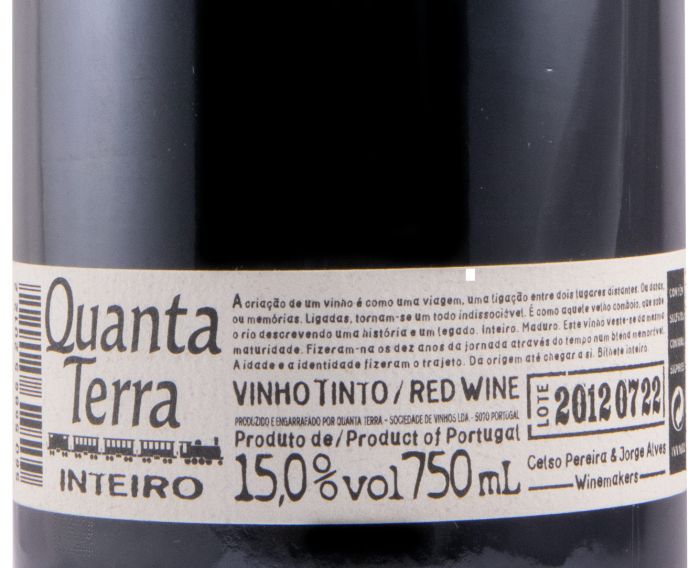 Quanta
Terra
INTEIRO
A criação de um vinho é como uma viagem, uma ligação entre dois lugares distantes. Ou datas,
ou memórias. Ligadas, tornam-se um todo indissociável. É como aquele velho comboio, que sobe
o rio descrevendo uma história e um legado. Inteiro. Maduro. Este vinho veste-se da mesma
maturidade. Fizeram-na os dez anos da jornada através do tempo num blend memorável.
A idade e a identidade fizeram o trajeto. Da origem até chegar a si. Bilhete inteiro.
VINHO TINTO / RED WINE
PRODUZIDO E ENGARRAFADO POR QUANTA TERRA - SOCIEDADE DE VINHOS LDA. - 5070 PORTUGAL
Produto de/Product of Portugal
15,0%vol 750 mL
LOTE
20120722
Celso Pereira & Jorge Alves
Winemakers